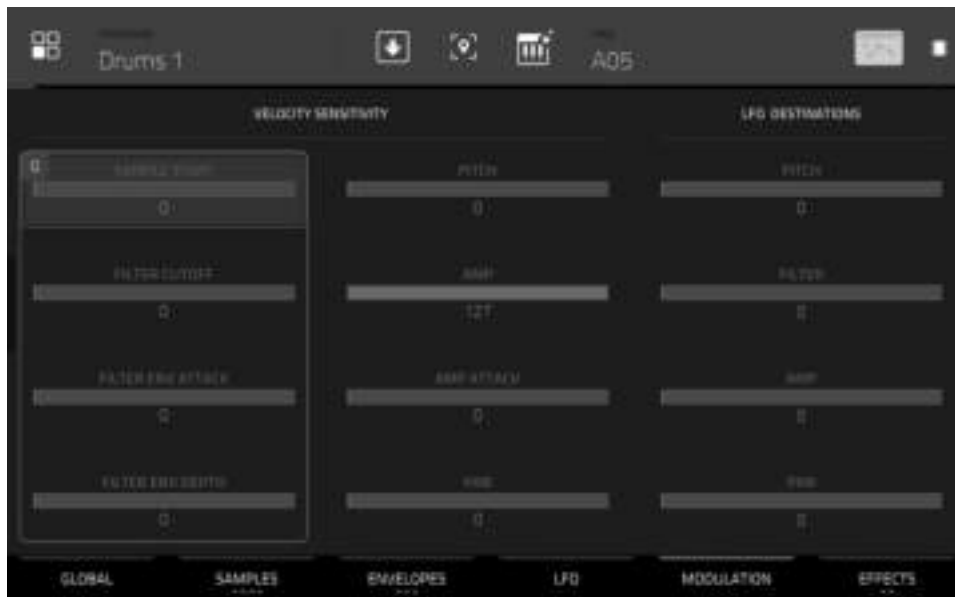 Drums 1
A05
VELOCITY SENSITIVITY
LFO DESTINATIONS
SAMPLE START
0
PITCH
0
PITCH
0
FILTER CUTOFF
0
AMP
127
FILTER
0
FILTER ENV ATTACK
0
AMP ATTACK
0
AMP
0
FILTER ENV DEPTH
0
PAN
0
PAN
0
GLOBAL
SAMPLES
ENVELOPES
LFO
MODULATION
EFFECTS